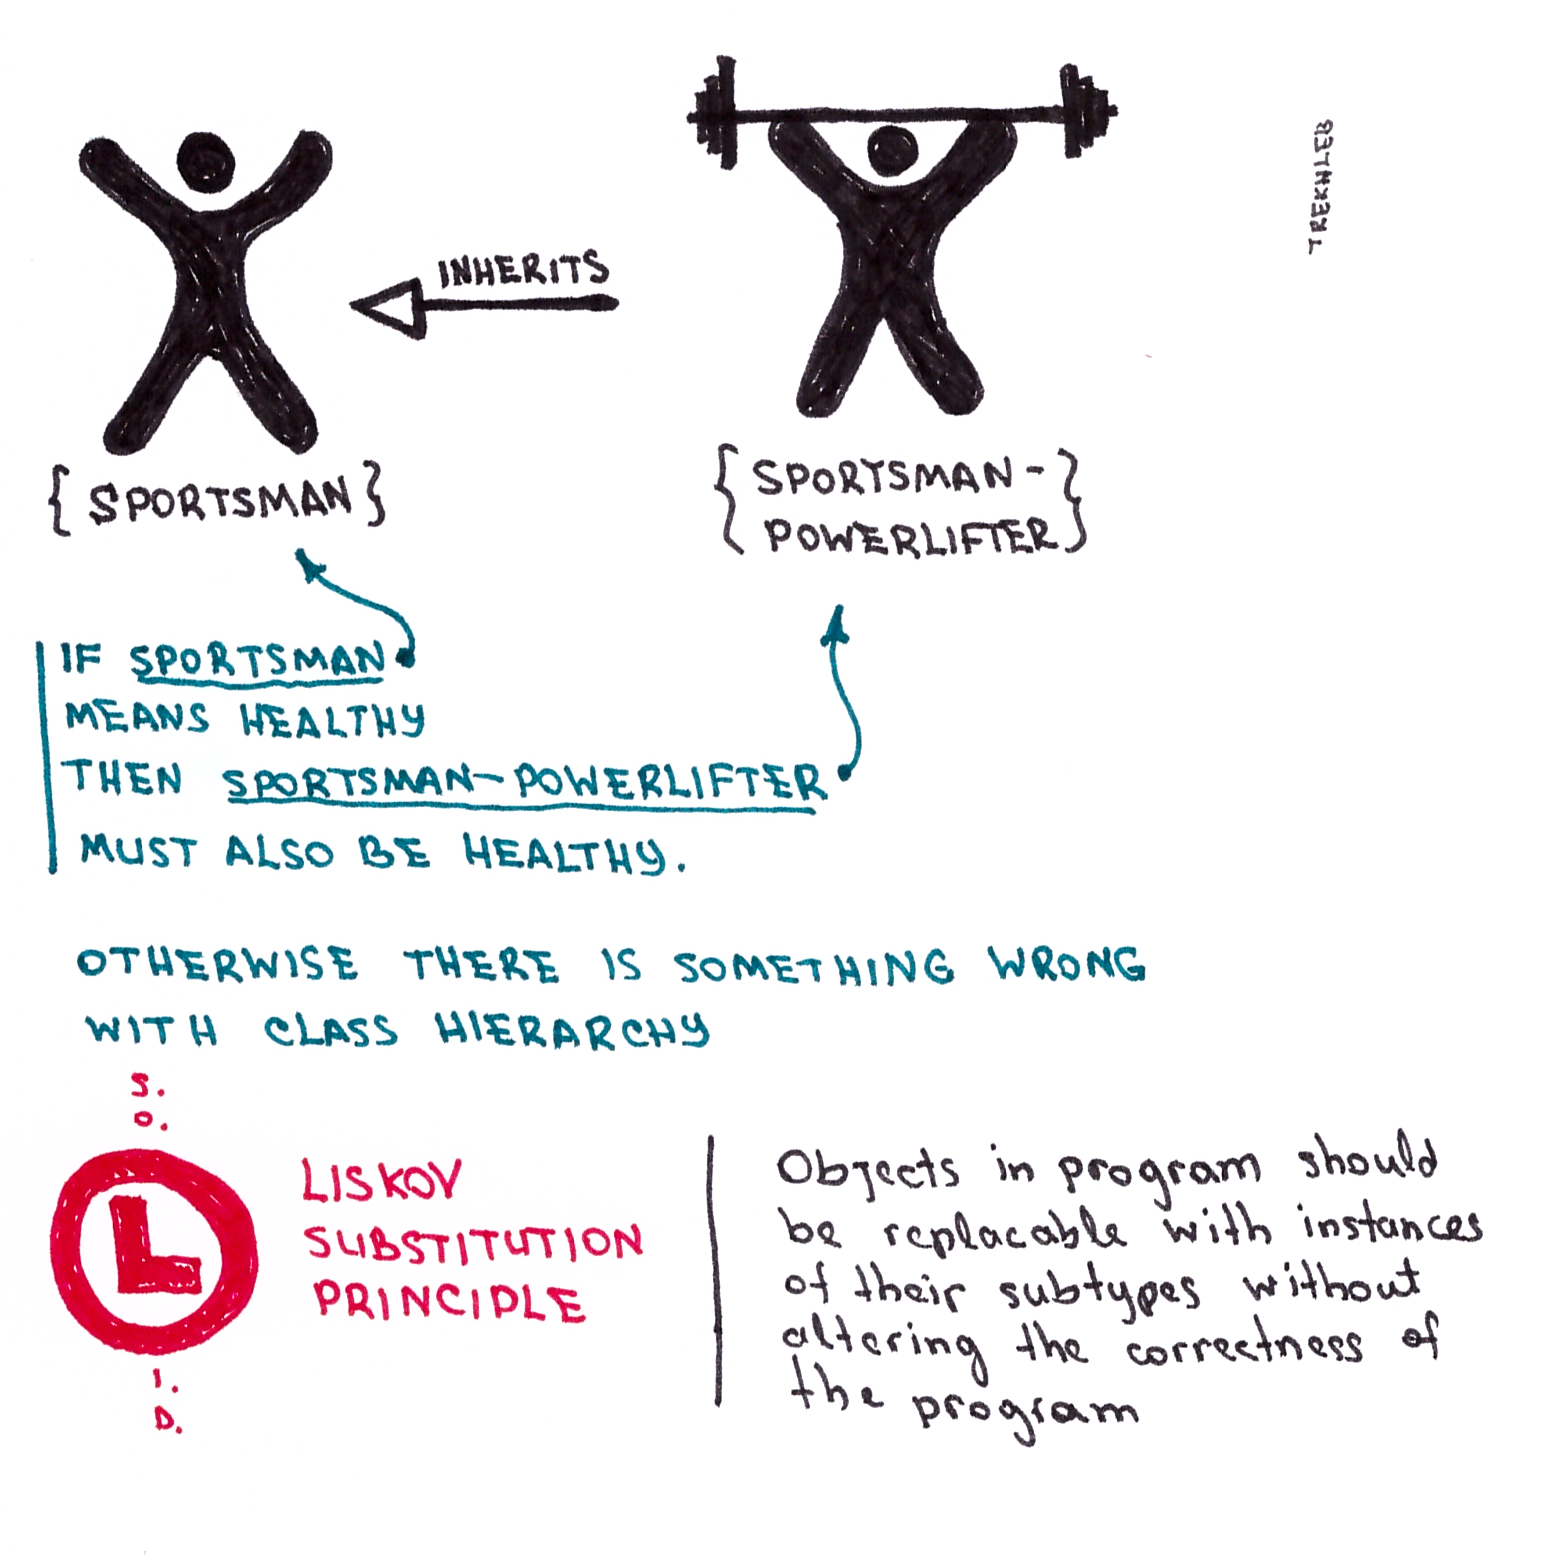 TREKHLEB
INHERITS
{ SPORTSMAN }
{ SPORTSMAN-
POWERLIFTER }
IF SPORTSMAN
MEANS HEALTHY
THEN SPORTSMAN-POWERLIFTER
MUST ALSO BE HEALTHY.
OTHERWISE THERE IS SOMETHING WRONG
WITH CLASS HIERARCHY
S.
O.
L
I.
D.
LISKOV
SUBSTITUTION
PRINCIPLE
Objects in program should
be replacable with instances
of their subtypes without
altering the correctness of
the program